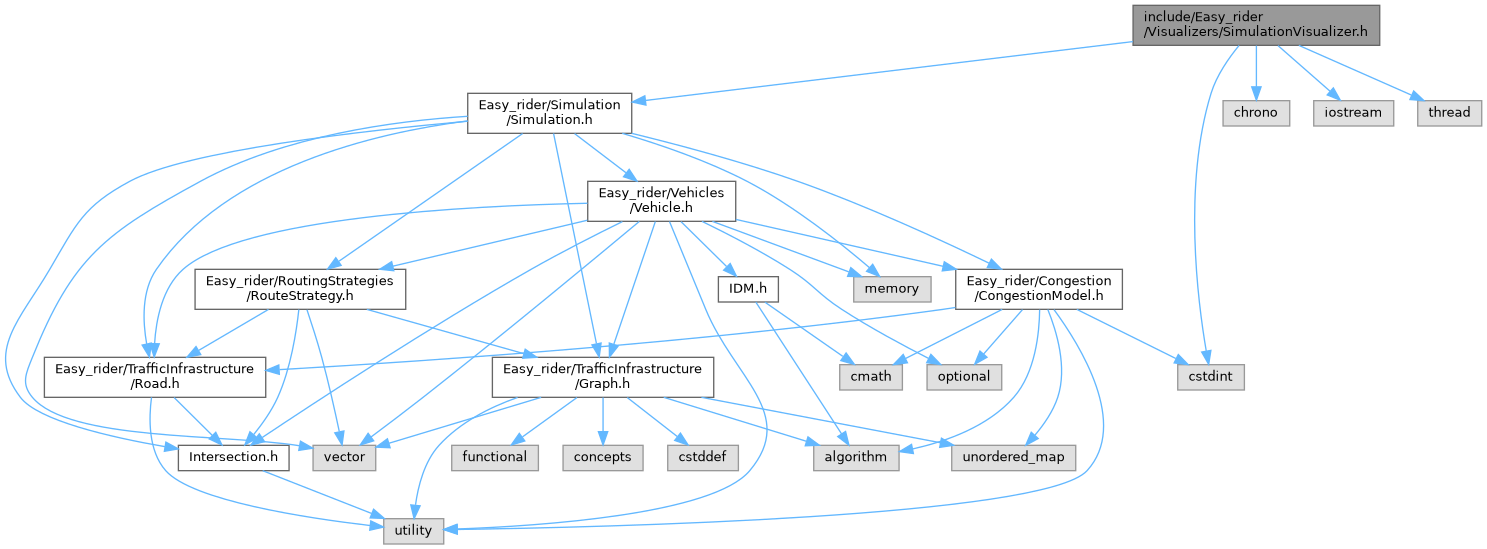 include/Easy_rider
/Visualizers/SimulationVisualizer.h
Easy_rider/Simulation
/Simulation.h
chrono
iostream
thread
Easy_rider/Vehicles
/Vehicle.h
Easy_rider/RoutingStrategies
/RouteStrategy.h
IDM.h
memory
Easy_rider/Congestion
/CongestionModel.h
Easy_rider/TrafficInfrastructure
/Road.h
Easy_rider/TrafficInfrastructure
/Graph.h
cmath
optional
cstdint
Intersection.h
vector
functional
concepts
cstddef
algorithm
unordered_map
utility